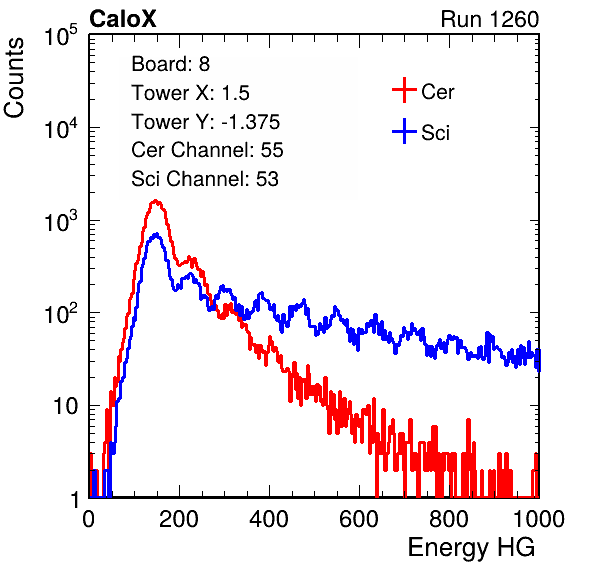 CaloX Run 1260
Counts
Board: 8
Tower X: 1.5
Tower Y: -1.375
Cer Channel: 55
Sci Channel: 53
Cer
Sci
10^5
10^4
10^3
10^2
10
1
0 200 400 600 800 1000
Energy HG